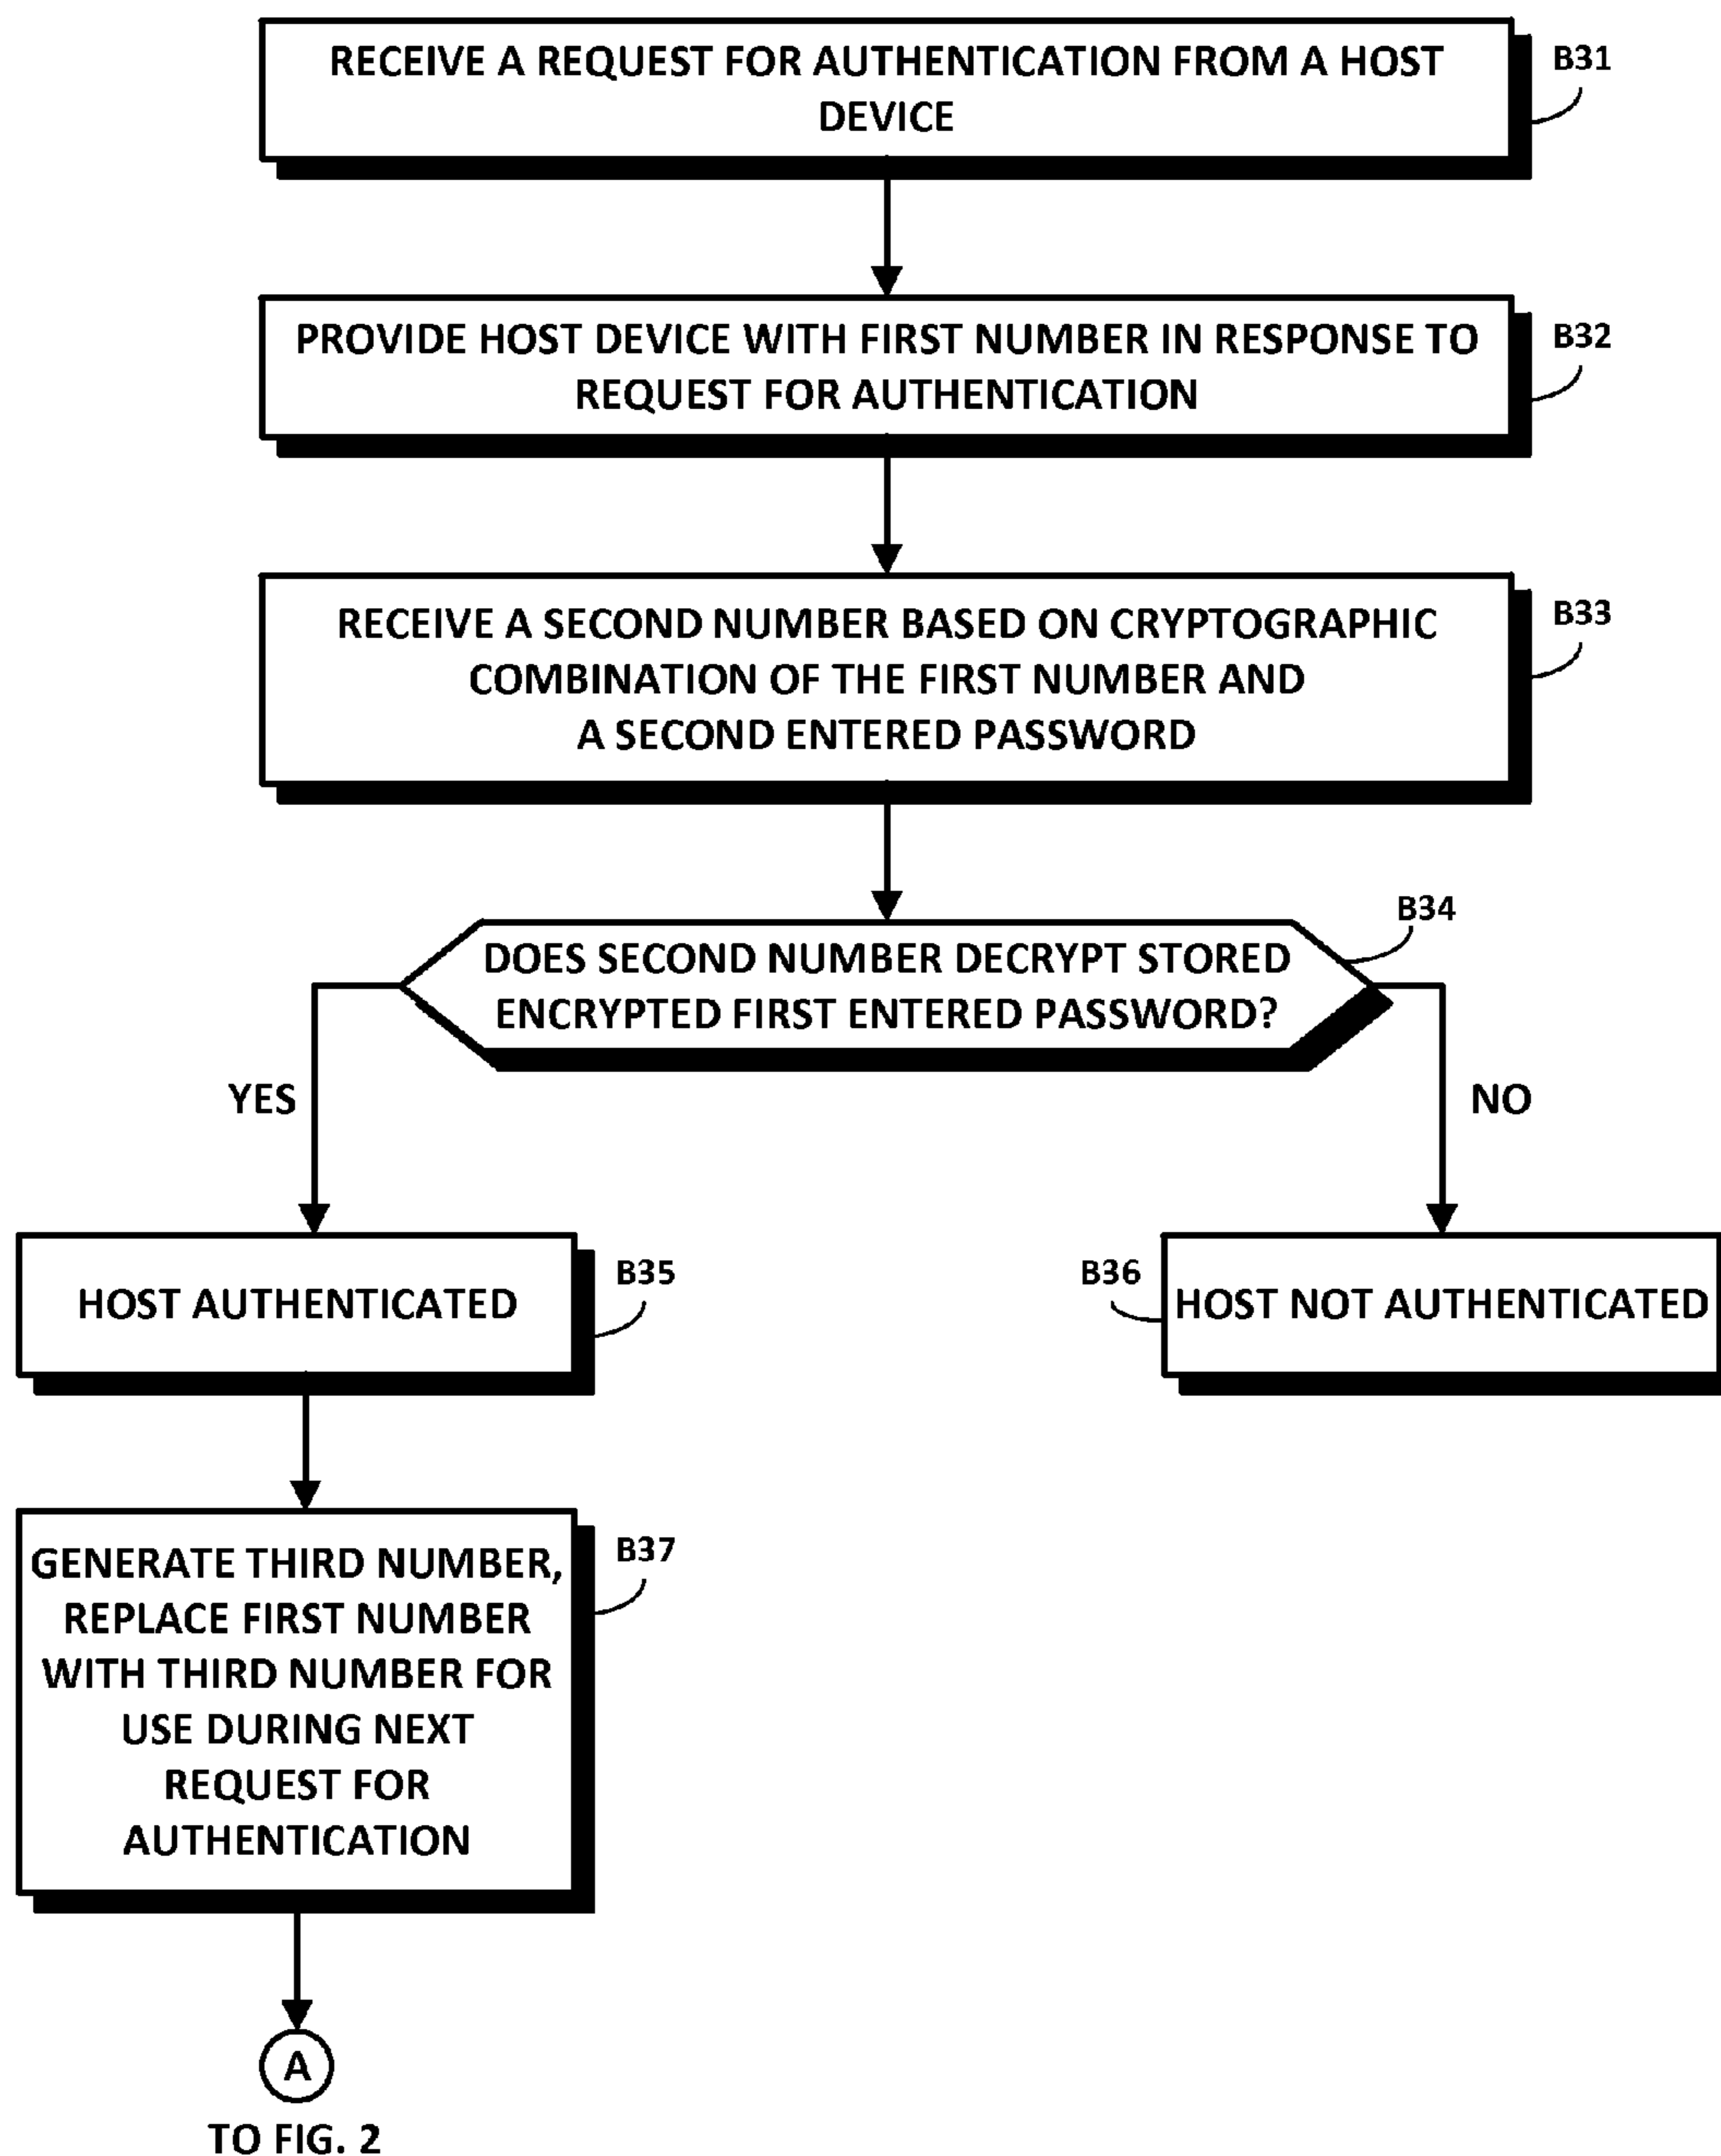 RECEIVE A REQUEST FOR AUTHENTICATION FROM A HOST
DEVICE
B31
PROVIDE HOST DEVICE WITH FIRST NUMBER IN RESPONSE TO
REQUEST FOR AUTHENTICATION
B32
RECEIVE A SECOND NUMBER BASED ON CRYPTOGRAPHIC
COMBINATION OF THE FIRST NUMBER AND
A SECOND ENTERED PASSWORD
B33
DOES SECOND NUMBER DECRYPT STORED
ENCRYPTED FIRST ENTERED PASSWORD?
B34
YES
NO
HOST AUTHENTICATED
B35
B36
HOST NOT AUTHENTICATED
GENERATE THIRD NUMBER,
REPLACE FIRST NUMBER
WITH THIRD NUMBER FOR
USE DURING NEXT
REQUEST FOR
AUTHENTICATION
B37
A
TO FIG. 2